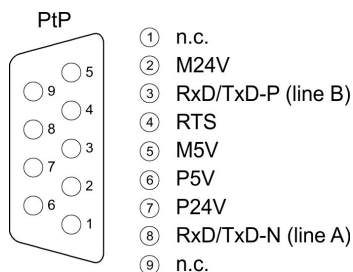 PtP
5
9
4
8
3
7
2
6
1
1 n.c.
2 M24V
3 RxD/TxD-P (line B)
4 RTS
5 M5V
6 P5V
7 P24V
8 RxD/TxD-N (line A)
9 n.c.